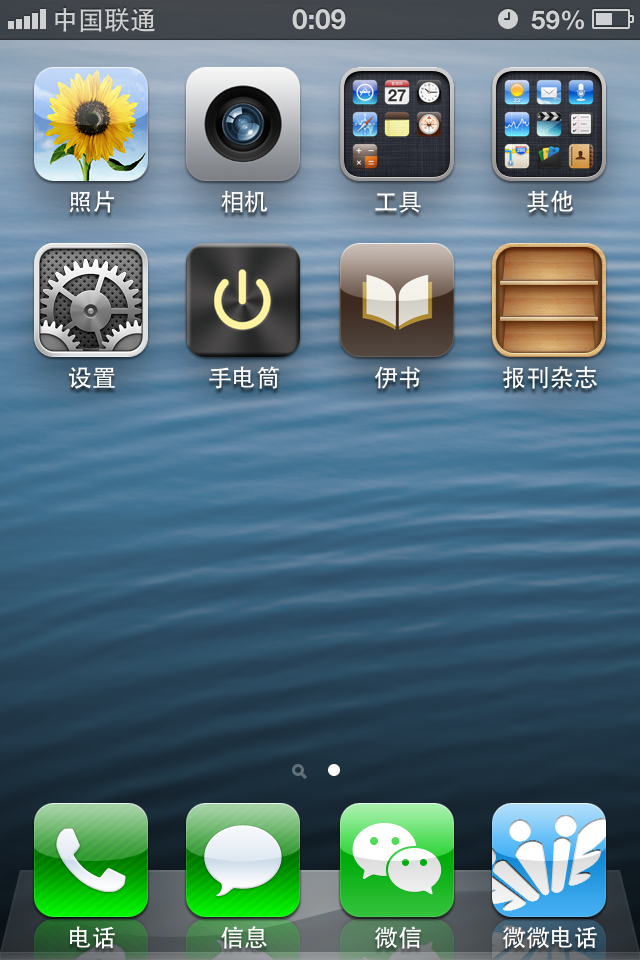 中国联通 0:09 59%
27
照片 相机 工具 其他
设置 手电筒 伊书 报刊杂志
电话 信息 微信 微微电话